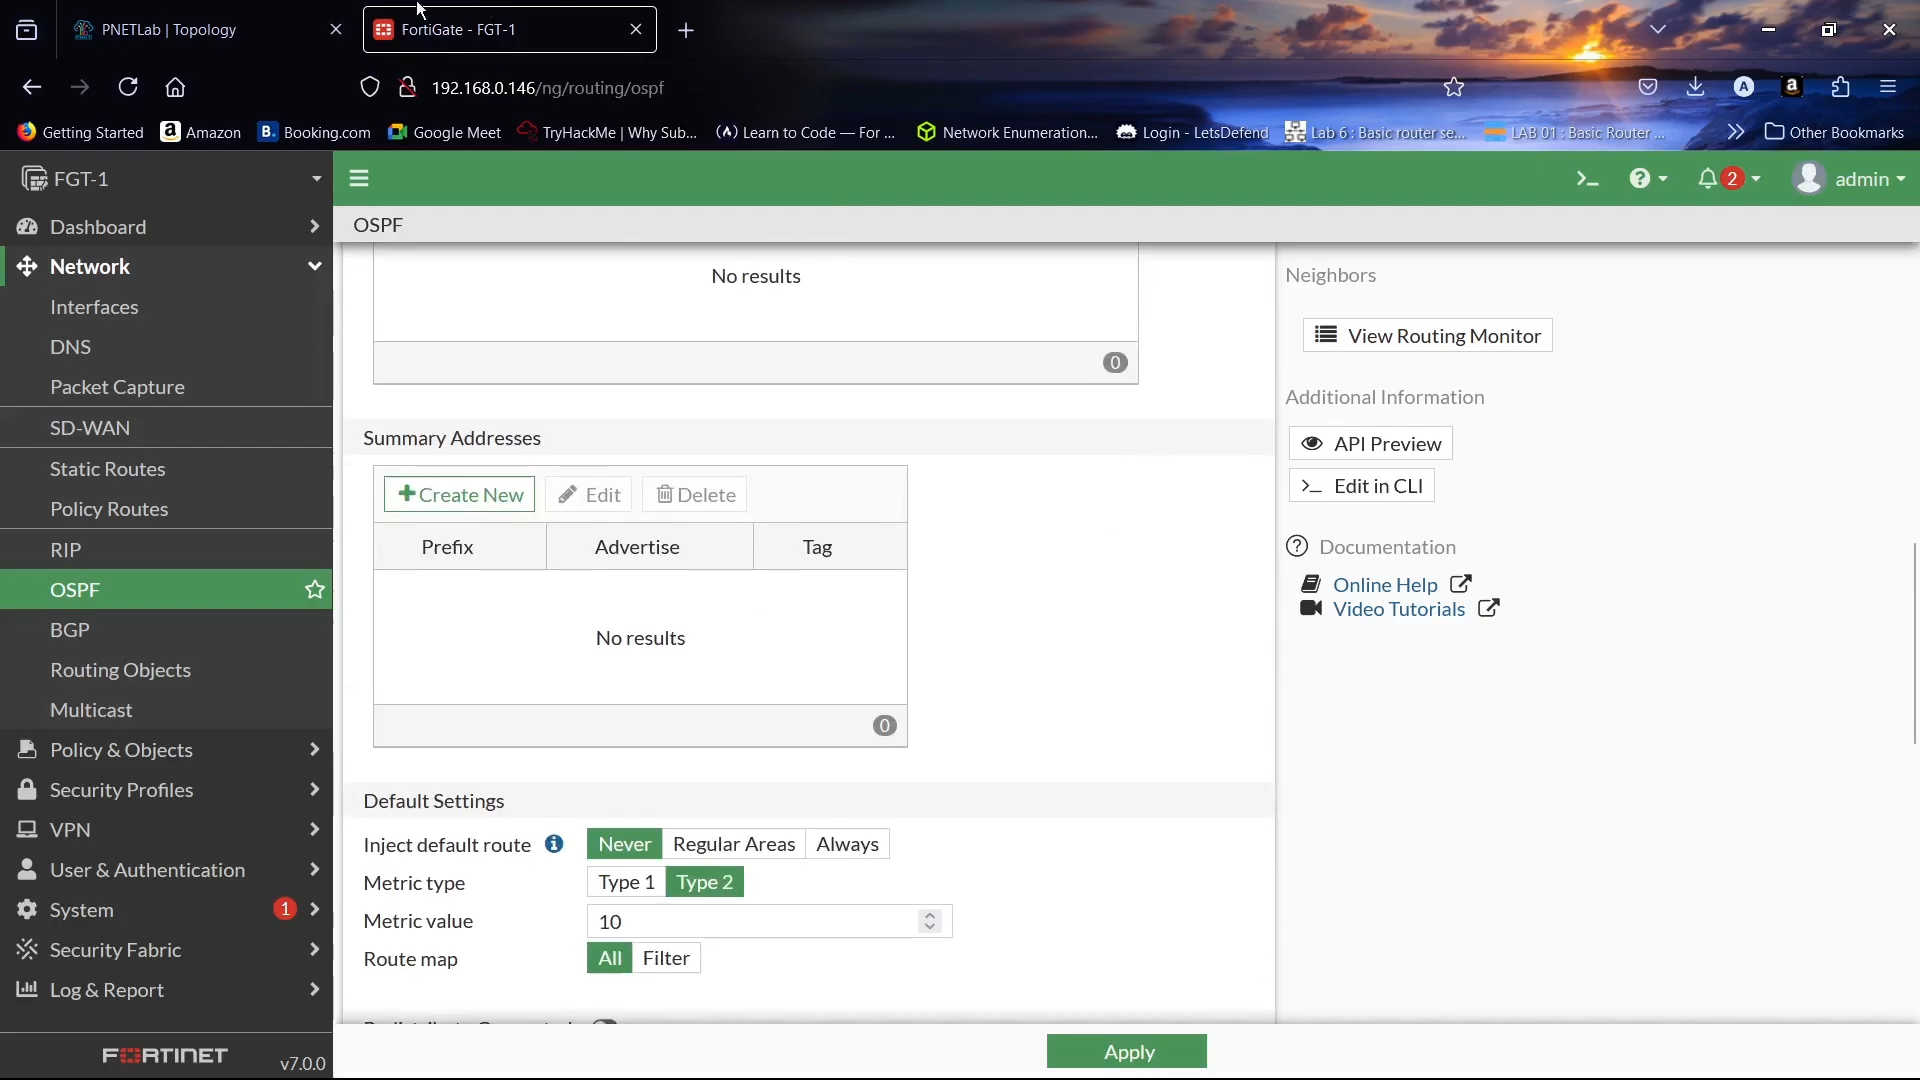 PNETLab | Topology
FortiGate - FGT-1
192.168.0.146/ng/routing/ospf
Getting Started
a Amazon
B. Booking.com
Google Meet
TryHackMe | Why Sub...
Learn to Code — For ...
Network Enumeration...
Login - LetsDefend
Lab 6 : Basic router se...
LAB 01 : Basic Router ...
Other Bookmarks
A
a
FGT-1
2
admin
Dashboard
Network
Interfaces
DNS
Packet Capture
SD-WAN
Static Routes
Policy Routes
RIP
OSPF
BGP
Routing Objects
Multicast
Policy & Objects
Security Profiles
VPN
User & Authentication
System 1
Security Fabric
Log & Report
FORTINET
v7.0.0
OSPF
No results
0
Summary Addresses
Create New Edit Delete
Prefix Advertise Tag
No results
0
Default Settings
Inject default route Never Regular Areas Always
Metric type Type 1 Type 2
Metric value 10
Route map All Filter
Apply
Neighbors
View Routing Monitor
Additional Information
API Preview
Edit in CLI
Documentation
Online Help
Video Tutorials